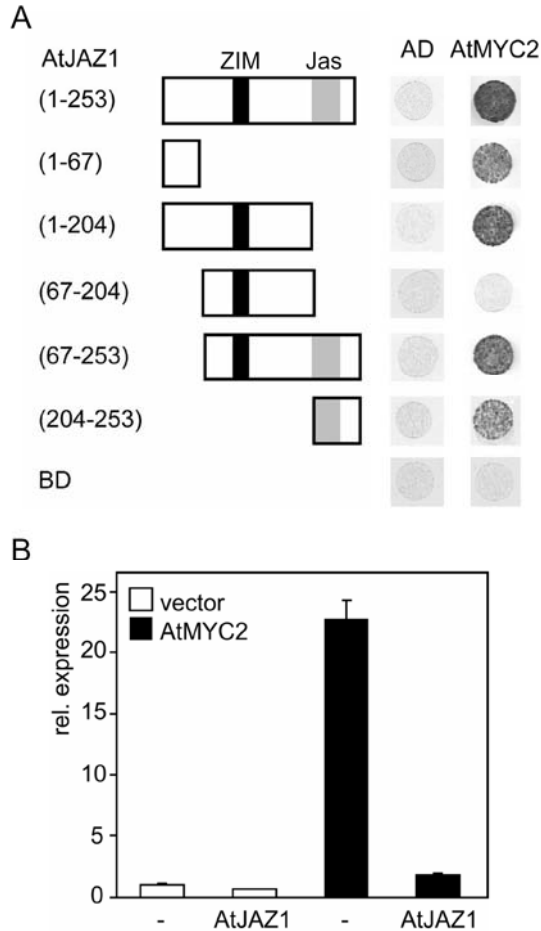 A
AtJAZ1 ZIM Jas AD AtMYC2
(1-253)
(1-67)
(1-204)
(67-204)
(67-253)
(204-253)
BD
B
rel. expression
25
20
15
10
5
0
vector
AtMYC2
- AtJAZ1 - AtJAZ1